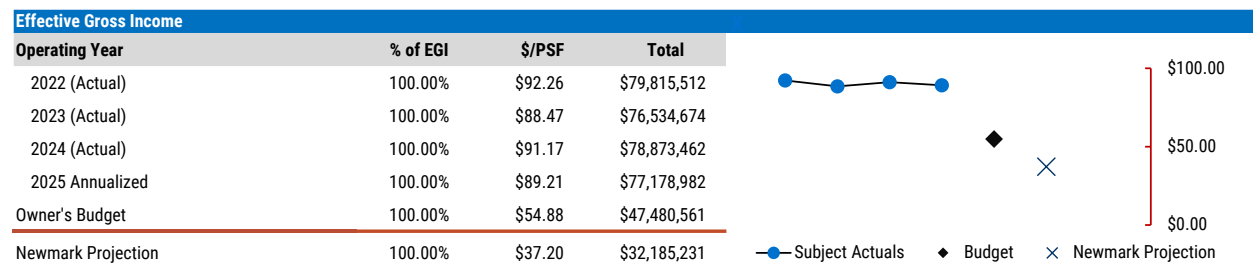 Effective Gross Income
Operating Year % of EGI $/PSF Total
2022 (Actual) 100.00% $92.26 $79,815,512
2023 (Actual) 100.00% $88.47 $76,534,674
2024 (Actual) 100.00% $91.17 $78,873,462
2025 Annualized 100.00% $89.21 $77,178,982
Owner's Budget 100.00% $54.88 $47,480,561
Newmark Projection 100.00% $37.20 $32,185,231
$100.00
$50.00
$0.00
Subject Actuals Budget Newmark Projection